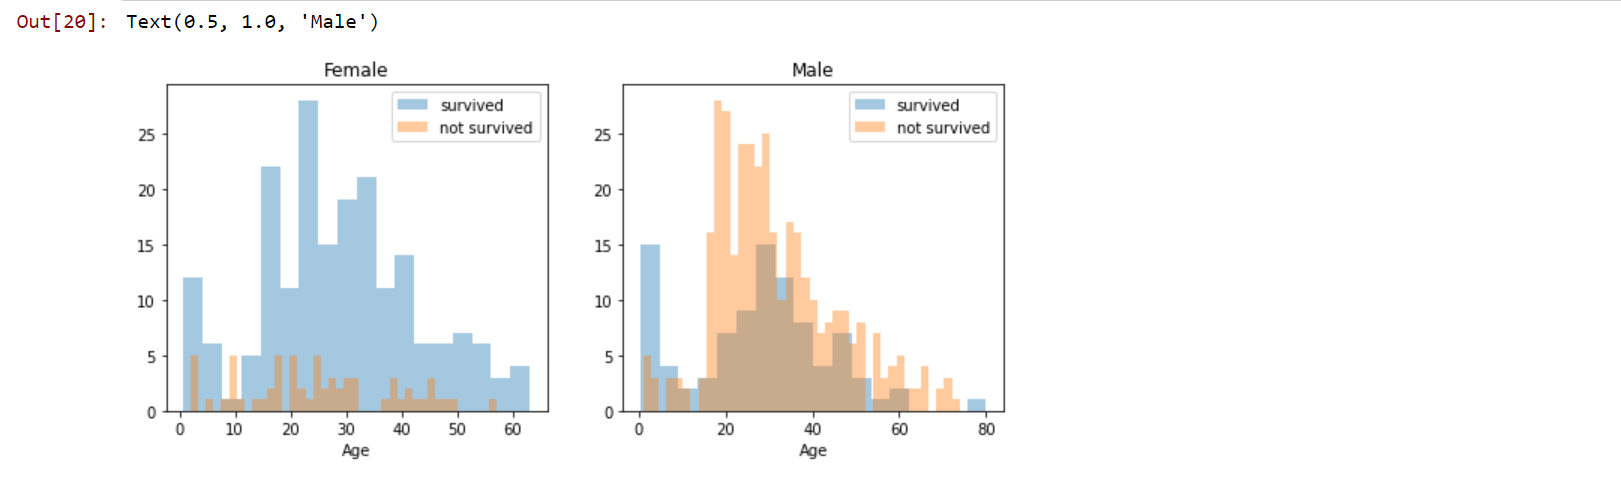 Out[20]: Text(0.5, 1.0, 'Male')
Female
survived
not survived
25
20
15
10
5
0
0 10 20 30 40 50 60
Age
Male
survived
not survived
25
20
15
10
5
0
0 20 40 60 80
Age